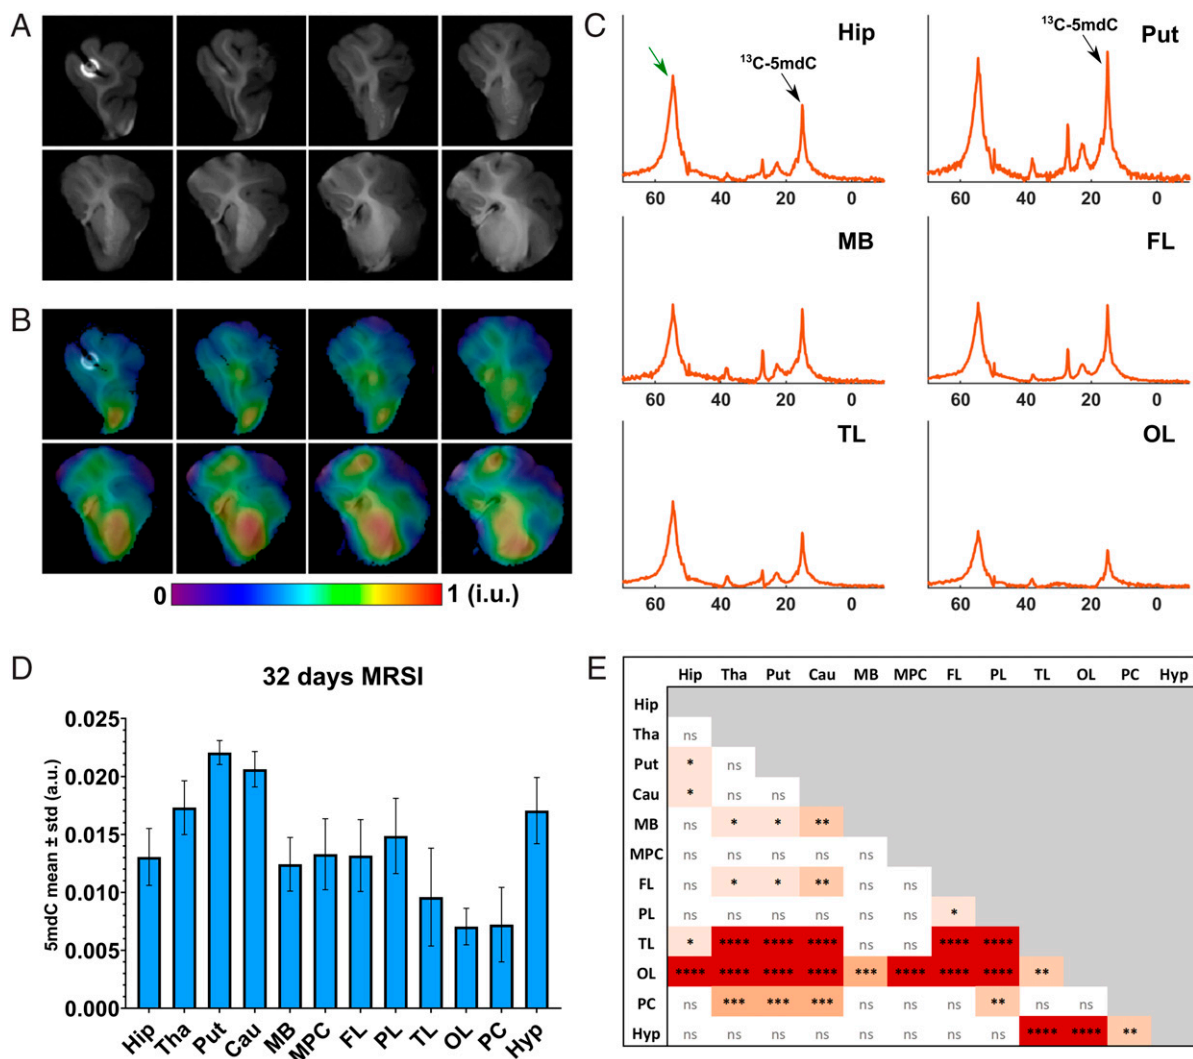 A
B
0 1 (i.u.)
C
Hip
¹³C-5mdC
60 40 20 0
Put
¹³C-5mdC
60 40 20 0
MB
60 40 20 0
FL
60 40 20 0
TL
60 40 20 0
OL
60 40 20 0
D
32 days MRSI
5mdC mean ± std (a.u.)
0.025
0.020
0.015
0.010
0.005
0.000
Hip Tha Put Cau MB MPC FL PL TL OL PC Hyp
E
Hip Tha Put Cau MB MPC FL PL TL OL PC Hyp
Hip
Tha ns
Put * ns
Cau * ns ns
MB ns * * **
MPC ns ns ns ns ns
FL ns * * ** ns ns
PL ns ns ns ns ns ns *
TL * **** **** **** ns ns **** ****
OL **** **** **** **** *** **** **** **** **
PC ns *** *** *** ns ns ns ** ns ns
Hyp ns ns ns ns ns ns ns ns **** **** **